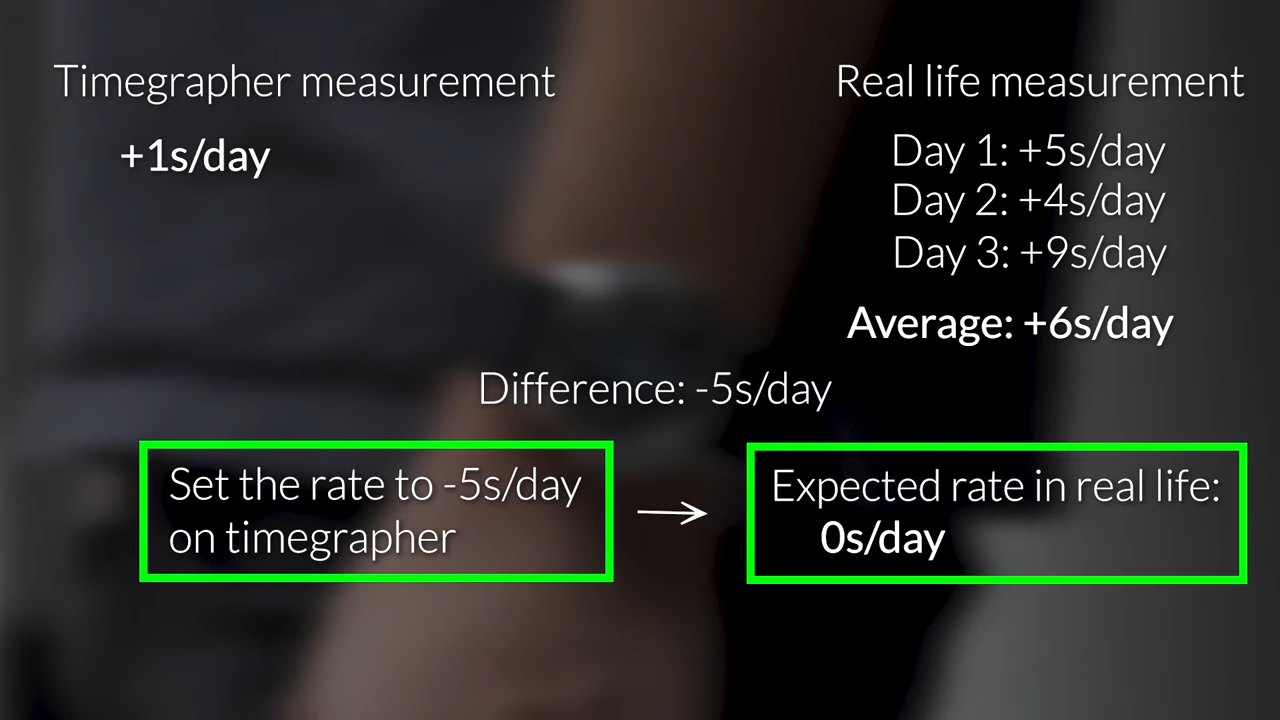 Timegrapher measurement
+1s/day
Real life measurement
Day 1: +5s/day
Day 2: +4s/day
Day 3: +9s/day
Average: +6s/day
Difference: -5s/day
Set the rate to -5s/day
on timegrapher
Expected rate in real life:
0s/day